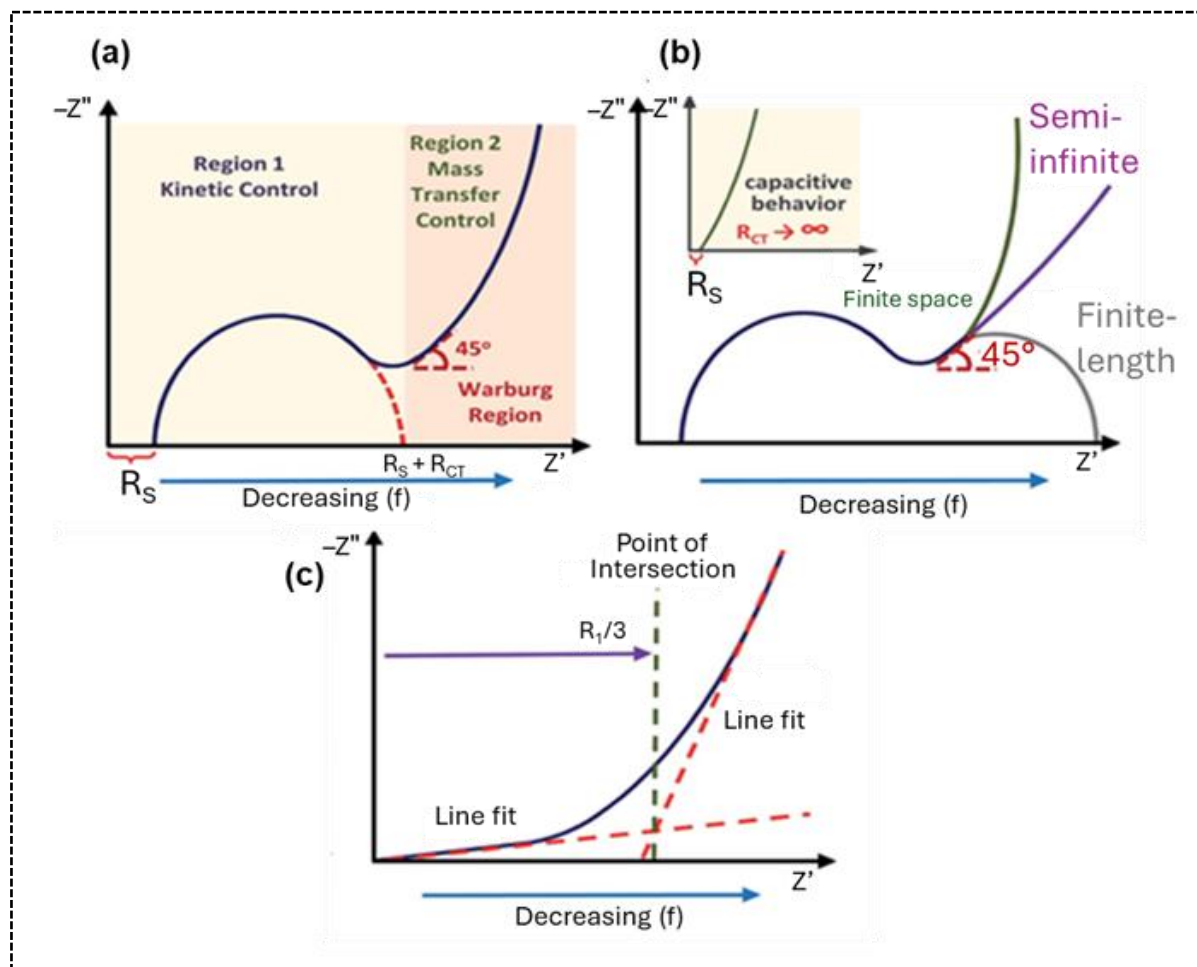 (a)
–Z"
Region 1
Kinetic Control
Region 2
Mass
Transfer
Control
45°
Warburg
Region
RS
RS + RCT
Z'
Decreasing (f)
(b)
–Z"
–Z"
capacitive
behavior
RCT → ∞
Z'
RS
Finite space
Semi-
infinite
45°
Finite-
length
Z'
Decreasing (f)
(c)
–Z"
Point of
Intersection
R1/3
Line fit
Line fit
Z'
Decreasing (f)